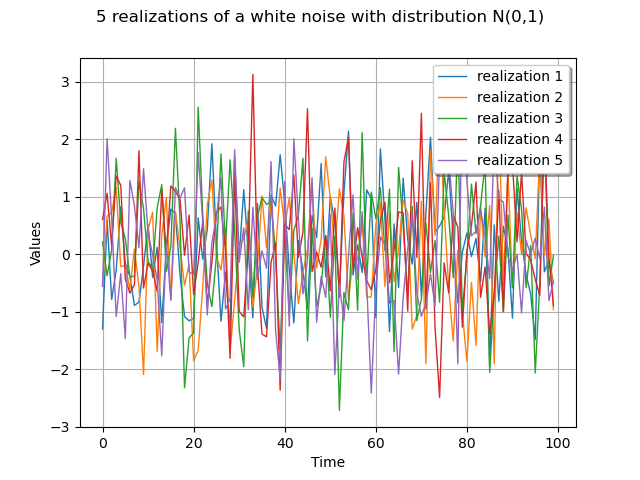 5 realizations of a white noise with distribution N(0,1)
realization 1
realization 2
realization 3
realization 4
realization 5
3
2
1
0
−1
−2
−3
Values
0 20 40 60 80 100
Time